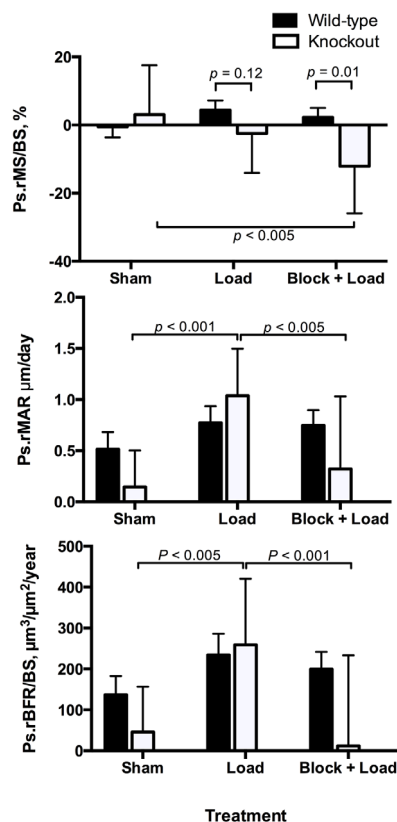 Wild-type
Knockout
Ps.rMS/BS, %
20
0
-20
-40
p = 0.12
p = 0.01
p < 0.005
Sham Load Block + Load
Ps.rMAR μm/day
2.0
1.5
1.0
0.5
0.0
p < 0.001
p < 0.005
Sham Load Block + Load
Ps.rBFR/BS, μm³/μm²/year
500
400
300
200
100
0
P < 0.005
P < 0.001
Sham Load Block + Load
Treatment